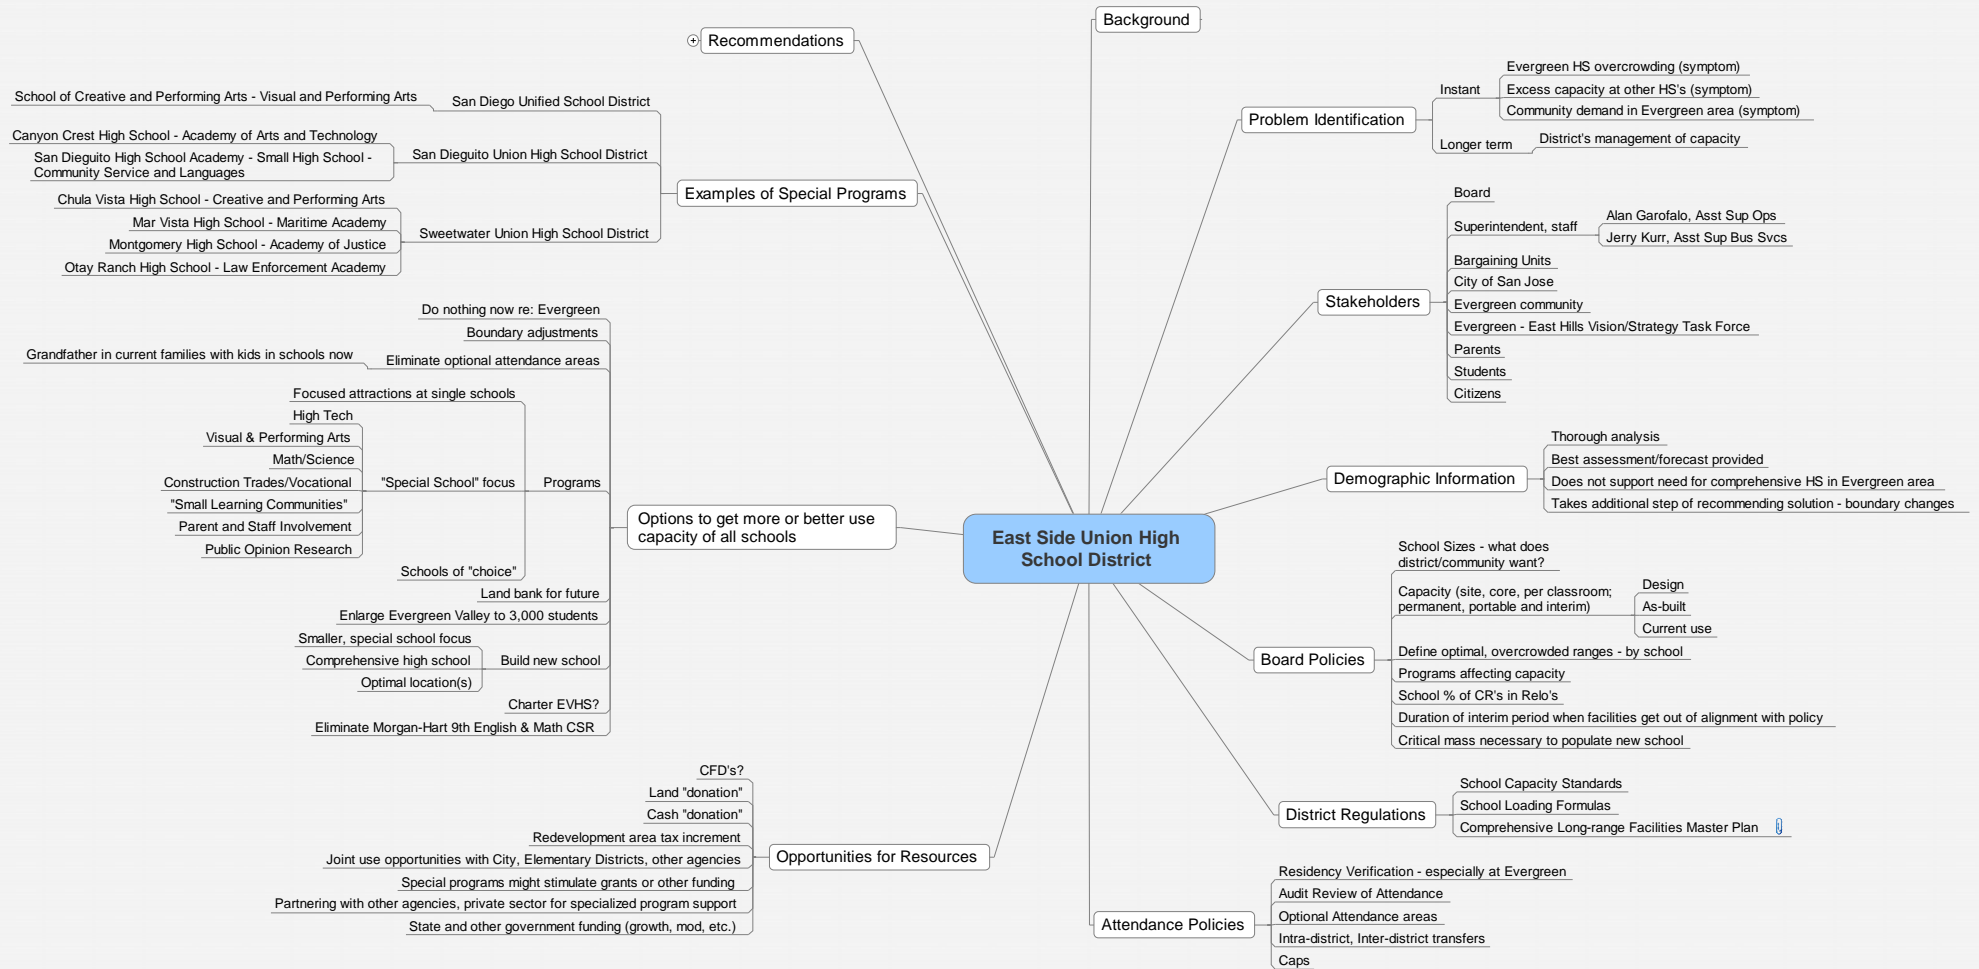 East Side Union High
School District
Background
Problem Identification
Instant
Evergreen HS overcrowding (symptom)
Excess capacity at other HS's (symptom)
Community demand in Evergreen area (symptom)
Longer term
District's management of capacity
Stakeholders
Board
Superintendent, staff
Alan Garofalo, Asst Sup Ops
Jerry Kurr, Asst Sup Bus Svcs
Bargaining Units
City of San Jose
Evergreen community
Evergreen - East Hills Vision/Strategy Task Force
Parents
Students
Citizens
Demographic Information
Thorough analysis
Best assessment/forecast provided
Does not support need for comprehensive HS in Evergreen area
Takes additional step of recommending solution - boundary changes
Board Policies
School Sizes - what does
district/community want?
Capacity (site, core, per classroom;
permanent, portable and interim)
Design
As-built
Current use
Define optimal, overcrowded ranges - by school
Programs affecting capacity
School % of CR's in Relo's
Duration of interim period when facilities get out of alignment with policy
Critical mass necessary to populate new school
District Regulations
School Capacity Standards
School Loading Formulas
Comprehensive Long-range Facilities Master Plan
Attendance Policies
Residency Verification - especially at Evergreen
Audit Review of Attendance
Optional Attendance areas
Intra-district, Inter-district transfers
Caps
Recommendations
Examples of Special Programs
San Diego Unified School District
School of Creative and Performing Arts - Visual and Performing Arts
San Dieguito Union High School District
Canyon Crest High School - Academy of Arts and Technology
San Dieguito High School Academy - Small High School -
Community Service and Languages
Sweetwater Union High School District
Chula Vista High School - Creative and Performing Arts
Mar Vista High School - Maritime Academy
Montgomery High School - Academy of Justice
Otay Ranch High School - Law Enforcement Academy
Options to get more or better use
capacity of all schools
Do nothing now re: Evergreen
Boundary adjustments
Eliminate optional attendance areas
Grandfather in current families with kids in schools now
Programs
Focused attractions at single schools
"Special School" focus
High Tech
Visual & Performing Arts
Math/Science
Construction Trades/Vocational
"Small Learning Communities"
Parent and Staff Involvement
Public Opinion Research
Schools of "choice"
Land bank for future
Enlarge Evergreen Valley to 3,000 students
Build new school
Smaller, special school focus
Comprehensive high school
Optimal location(s)
Charter EVHS?
Eliminate Morgan-Hart 9th English & Math CSR
Opportunities for Resources
CFD's?
Land "donation"
Cash "donation"
Redevelopment area tax increment
Joint use opportunities with City, Elementary Districts, other agencies
Special programs might stimulate grants or other funding
Partnering with other agencies, private sector for specialized program support
State and other government funding (growth, mod, etc.)